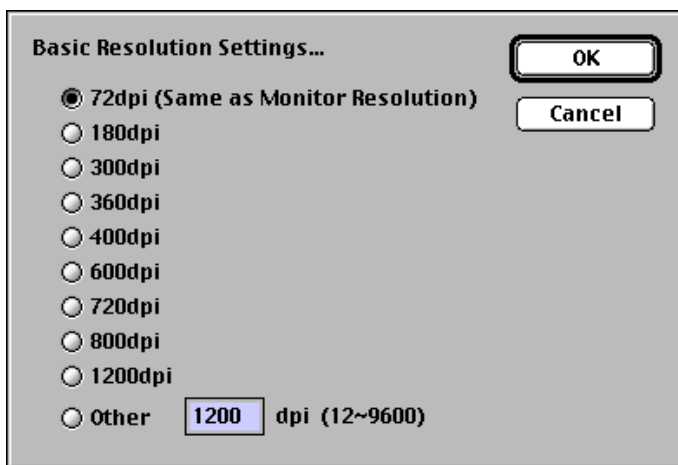 Basic Resolution Settings...
OK
72dpi (Same as Monitor Resolution)
Cancel
180dpi
300dpi
360dpi
400dpi
600dpi
720dpi
800dpi
1200dpi
Other 1200 dpi (12~9600)